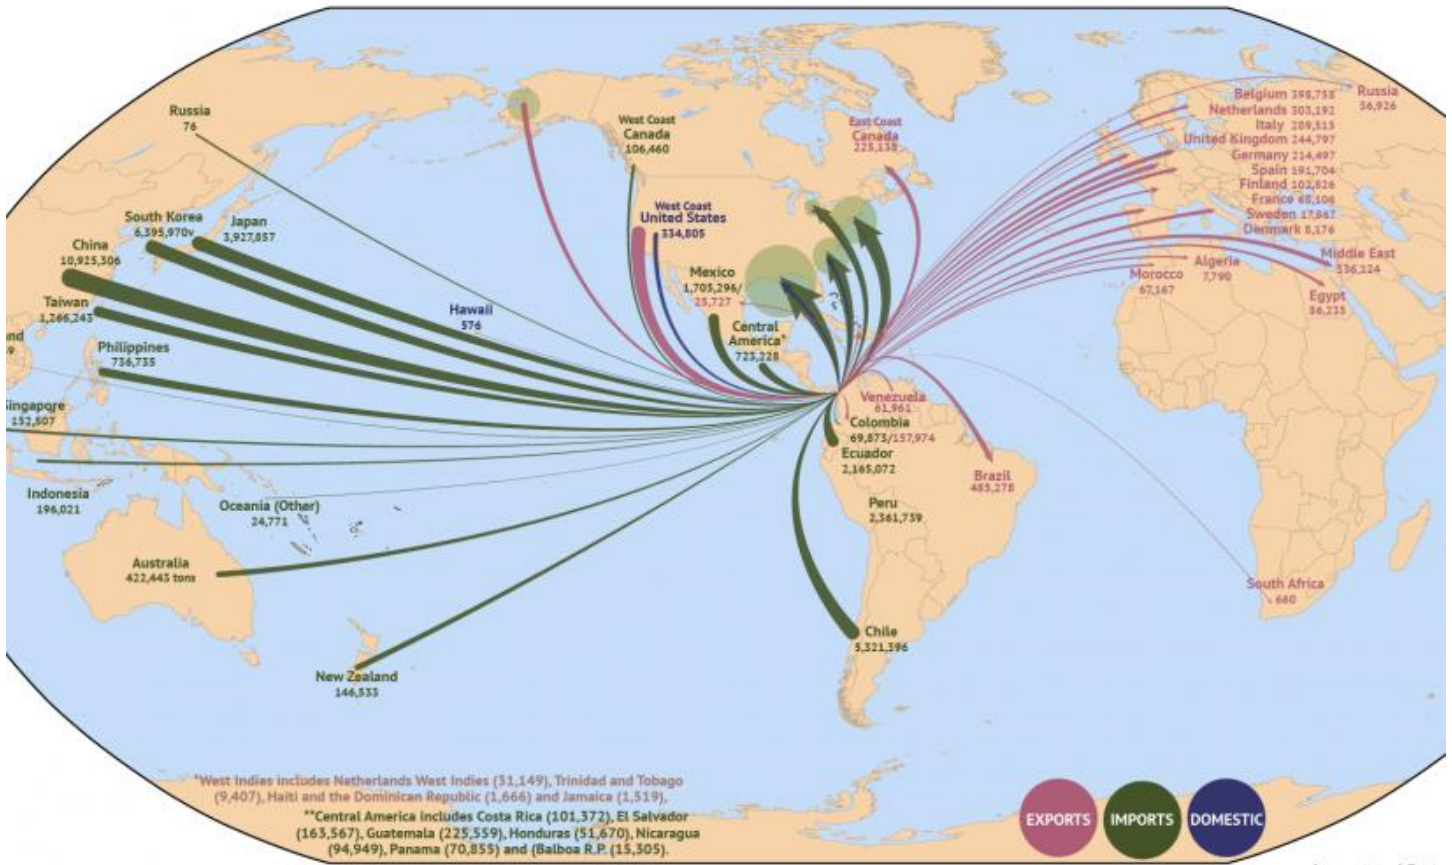 Russia
76
West Coast
Canada
106,460
East Coast
Canada
225,138
Belgium 398,758
Netherlands 303,192
Italy 289,515
United Kingdom 244,797
Germany 214,497
Spain 191,704
Finland 102,826
France 68,108
Sweden 17,867
Denmark 8,176
Russia
56,926
South Korea
6,395,970v
Japan
3,927,857
West Coast
United States
334,805
China
10,925,306
Mexico
1,705,296/
25,727
Taiwan
1,266,243
Hawaii
576
Central
America*
723,228
Philippines
736,735
Morocco
67,167
Algeria
7,790
Middle East
536,224
Egypt
56,235
Singapore
152,807
Venezuela
61,961
Colombia
69,873/157,974
Ecuador
2,165,072
Brazil
485,278
Indonesia
196,021
Oceania (Other)
24,771
Peru
2,361,739
Australia
422,443 tons
South Africa
660
Chile
5,321,396
New Zealand
146,533
*West Indies includes Netherlands West Indies (31,149), Trinidad and Tobago
(9,407), Haiti and the Dominican Republic (1,666) and Jamaica (1,519),
**Central America includes Costa Rica (101,372), El Salvador
(163,567), Guatemala (225,559), Honduras (51,670), Nicaragua
(94,949), Panama (70,855) and (Balboa R.P. (15,305).
EXPORTS
IMPORTS
DOMESTIC